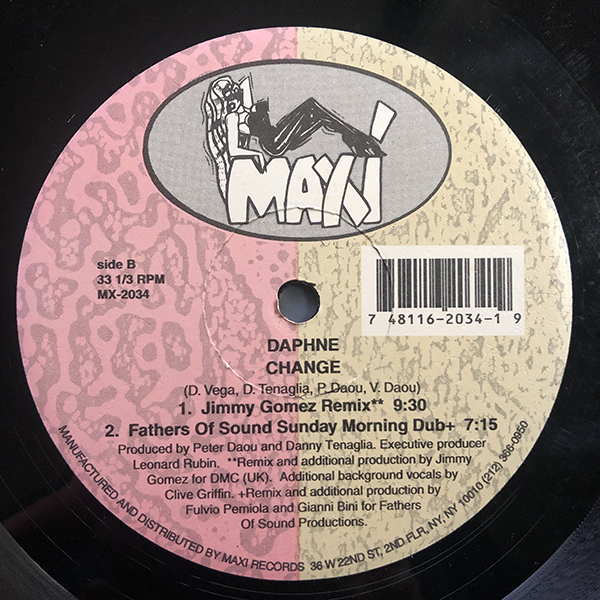 MAXI
side B
33 1/3 RPM
MX-2034
7 48116-2034-1 9
DAPHNE
CHANGE
(D. Vega, D. Tenaglia, P. Daou, V. Daou)
1. Jimmy Gomez Remix** 9:30
2. Fathers Of Sound Sunday Morning Dub+ 7:15
Produced by Peter Daou and Danny Tenaglia. Executive producer
Leonard Rubin. **Remix and additional production by Jimmy
Gomez for DMC (UK). Additional background vocals by
Clive Griffin. +Remix and additional production by
Fulvio Pemiola and Gianni Bini for Fathers
Of Sound Productions.
MANUFACTURED AND DISTRIBUTED BY MAXI RECORDS 36 W 22ND ST, 2ND FLR, NY, NY 10010 (212) 366-0950